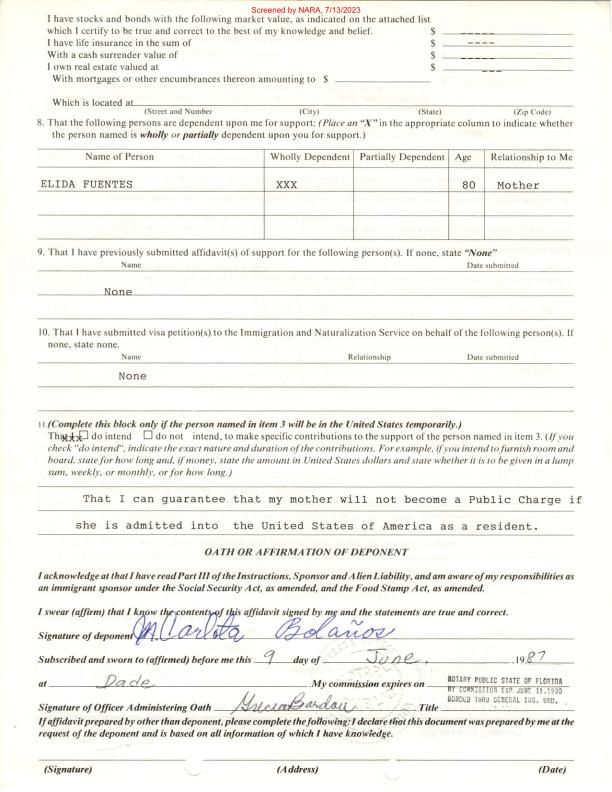 Screened by NARA, 7/13/2023
I have stocks and bonds with the following market value, as indicated on the attached list
which I certify to be true and correct to the best of my knowledge and belief. $ -----
I have life insurance in the sum of $ ----
With a cash surrender value of $ -----
I own real estate valued at $ ---
With mortgages or other encumbrances thereon amounting to $
Which is located at
(Street and Number) (City) (State) (Zip Code)
8. That the following persons are dependent upon me for support: (Place an "X" in the appropriate column to indicate whether
the person named is wholly or partially dependent upon you for support.)
Name of Person Wholly Dependent Partially Dependent Age Relationship to Me
ELIDA FUENTES XXX 80 Mother
9. That I have previously submitted affidavit(s) of support for the following person(s). If none, state "None"
Name Date submitted
None
10. That I have submitted visa petition(s) to the Immigration and Naturalization Service on behalf of the following person(s). If
none, state none.
Name Relationship Date submitted
None
11. (Complete this block only if the person named in item 3 will be in the United States temporarily.)
That I xxx do intend do not intend, to make specific contributions to the support of the person named in item 3. (If you
check "do intend", indicate the exact nature and duration of the contributions. For example, if you intend to furnish room and
board, state for how long and, if money, state the amount in United States dollars and state whether it is to be given in a lump
sum, weekly, or monthly, or for how long.)
That I can guarantee that my mother will not become a Public Charge if
she is admitted into the United States of America as a resident.
OATH OR AFFIRMATION OF DEPONENT
I acknowledge at that I have read Part III of the Instructions, Sponsor and Alien Liability, and am aware of my responsibilities as
an immigrant sponsor under the Social Security Act, as amended, and the Food Stamp Act, as amended.
I swear (affirm) that I know the contents of this affidavit signed by me and the statements are true and correct.
Signature of deponent M. Carlota Bolaños
Subscribed and sworn to (affirmed) before me this 9 day of June, 1987
at Dade My commission expires on NOTARY PUBLIC STATE OF FLORIDA
MY COMMISSION EXP JUNE 11,1990
BONDED THRU GENERAL INS. UND.
Signature of Officer Administering Oath Title
If affidavit prepared by other than deponent, please complete the following: I declare that this document was prepared by me at the
request of the deponent and is based on all information of which I have knowledge.
(Signature) (Address) (Date)